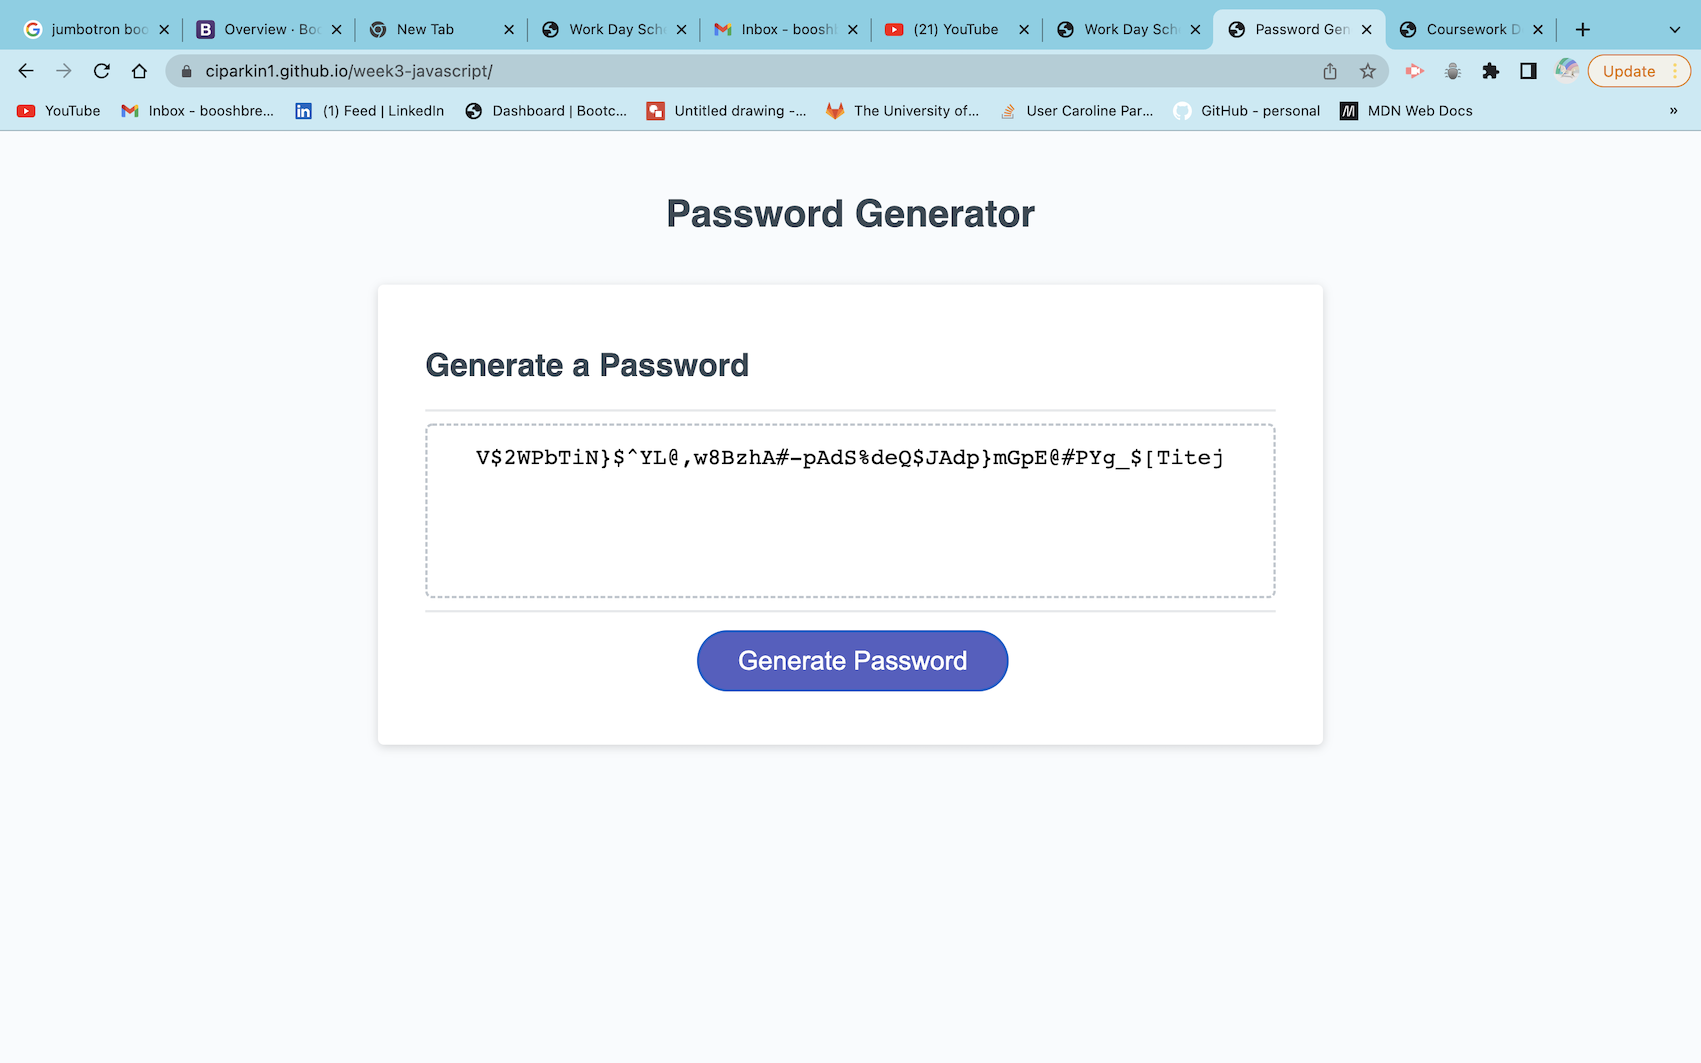 jumbotron boo
Overview · Boo
New Tab
Work Day Sche
Inbox - boosh
(21) YouTube
Work Day Sch
Password Gen
Coursework D
ciparkin1.github.io/week3-javascript/
Update
YouTube
Inbox - booshbre...
(1) Feed | LinkedIn
Dashboard | Bootc...
Untitled drawing -...
The University of...
User Caroline Par...
GitHub - personal
MDN Web Docs
»
Password Generator
Generate a Password
V$2WPbTiN}$^YL@,w8BzhA#-pAdS%deQ$JAdp}mGpE@#PYg_$[Titej
Generate Password